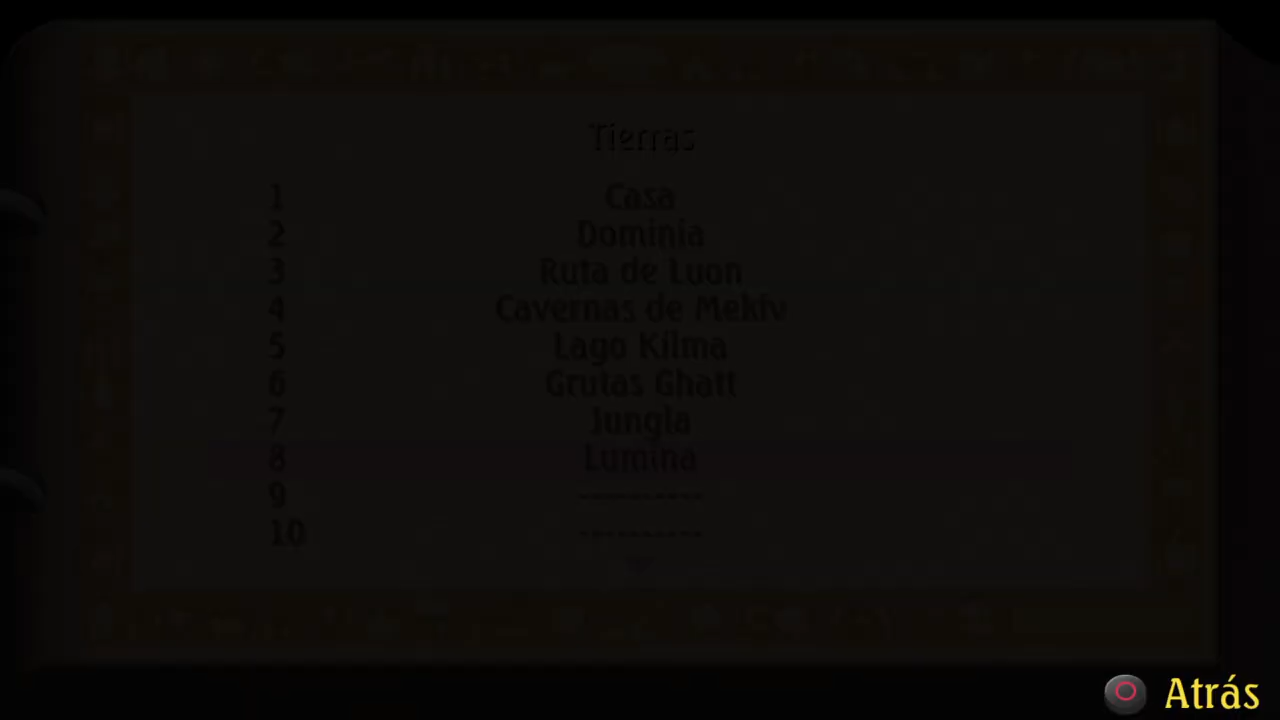 Tierras
1 Casa
2 Dominia
3 Ruta de Luon
4 Cavernas de Mekiv
5 Lago Kilma
6 Grutas Ghatt
7 Jungla
8 Lumina
9 ----------
10 ----------
Atrás